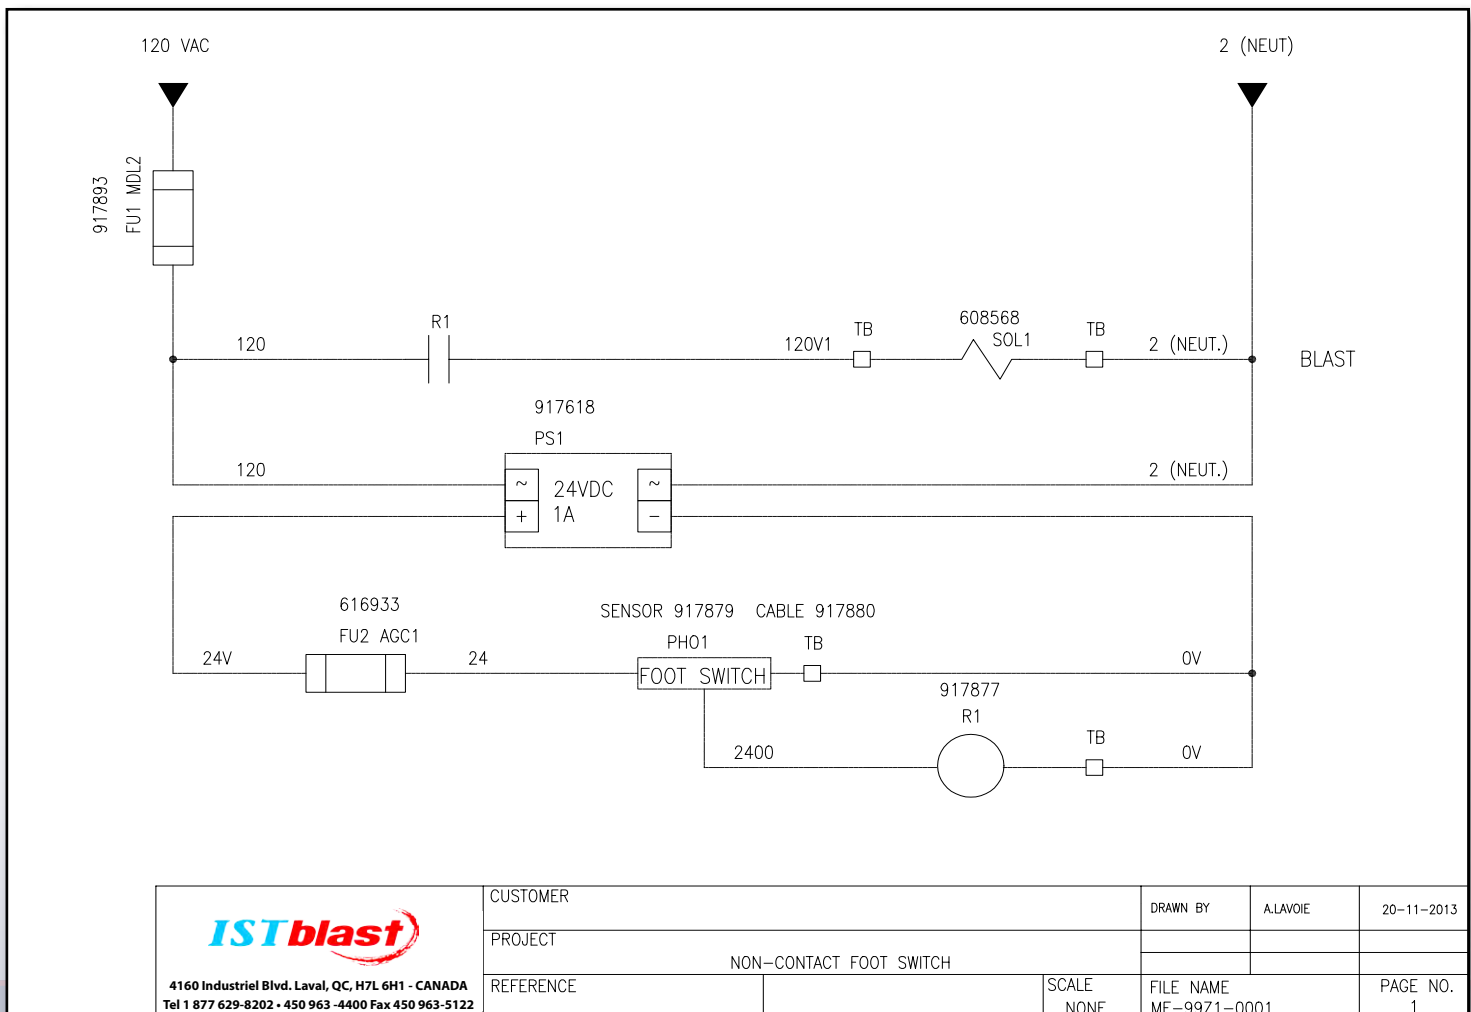 120 VAC
2 (NEUT)
917893
FU1 MDL2
120
R1
120V1
TB
608568
SOL1
TB
2 (NEUT.)
BLAST
917618
PS1
120
~
24VDC
~
2 (NEUT.)
+
1A
−
616933
FU2 AGC1
SENSOR 917879 CABLE 917880
PH01
TB
24V
24
FOOT SWITCH
0V
917877
R1
2400
TB
0V
ISTblast
4160 Industriel Blvd. Laval, QC, H7L 6H1 - CANADA
Tel 1 877 629-8202 • 450 963 -4400 Fax 450 963-5122
CUSTOMER
DRAWN BY
A.LAVOIE
20-11-2013
PROJECT
NON-CONTACT FOOT SWITCH
REFERENCE
SCALE
NONE
FILE NAME
PAGE NO.
1